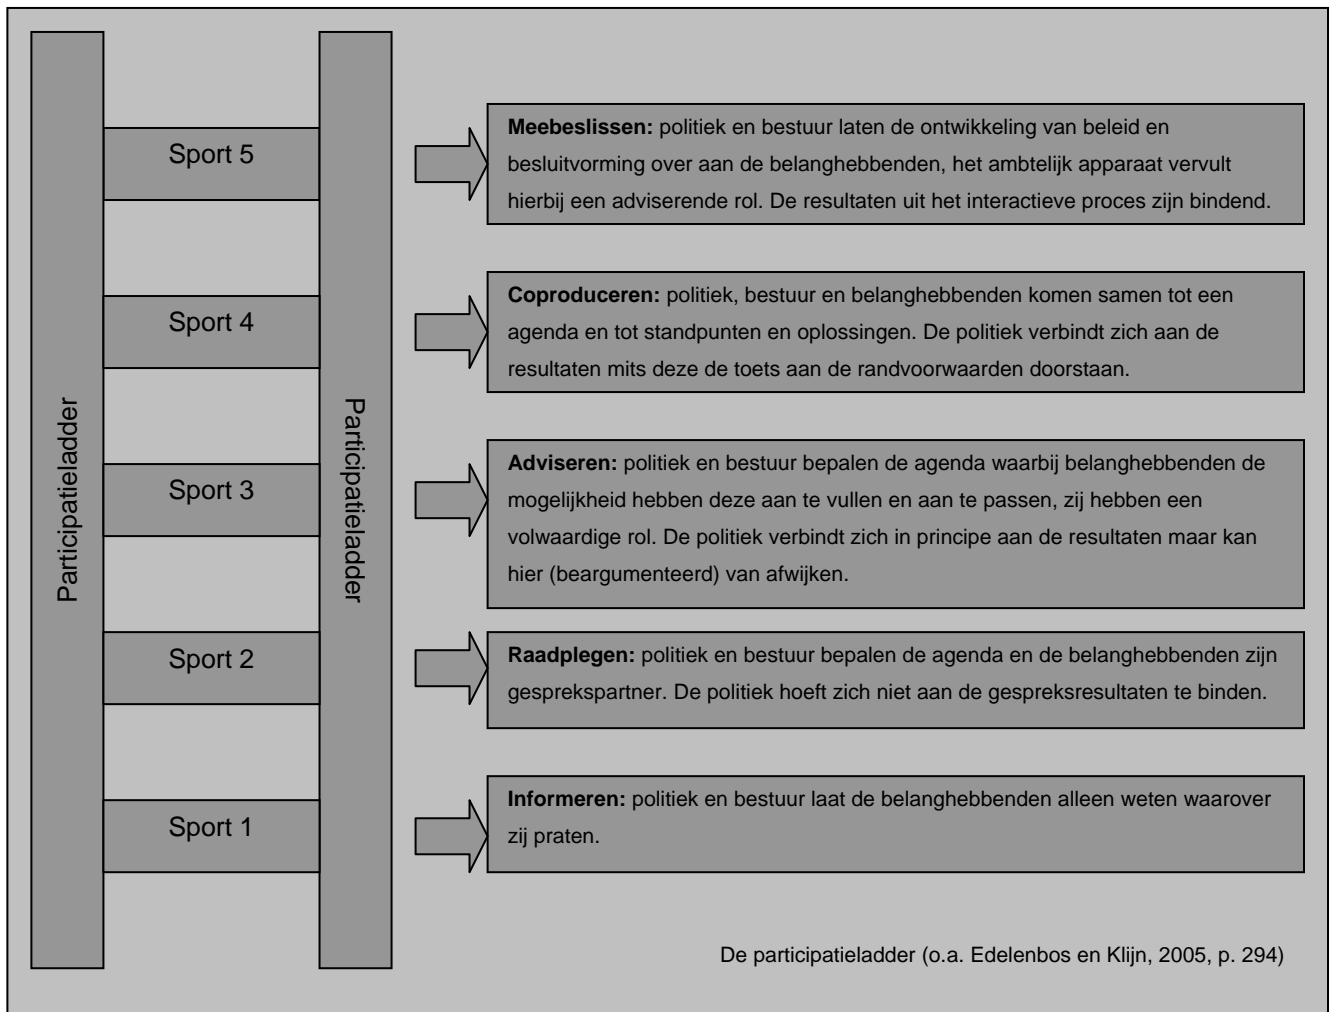 Participatieladder
Participatieladder
Sport 5
Meebeslissen: politiek en bestuur laten de ontwikkeling van beleid en
besluitvorming over aan de belanghebbenden, het ambtelijk apparaat vervult
hierbij een adviserende rol. De resultaten uit het interactieve proces zijn bindend.
Sport 4
Coproduceren: politiek, bestuur en belanghebbenden komen samen tot een
agenda en tot standpunten en oplossingen. De politiek verbindt zich aan de
resultaten mits deze de toets aan de randvoorwaarden doorstaan.
Sport 3
Adviseren: politiek en bestuur bepalen de agenda waarbij belanghebbenden de
mogelijkheid hebben deze aan te vullen en aan te passen, zij hebben een
volwaardige rol. De politiek verbindt zich in principe aan de resultaten maar kan
hier (beargumenteerd) van afwijken.
Sport 2
Raadplegen: politiek en bestuur bepalen de agenda en de belanghebbenden zijn
gesprekspartner. De politiek hoeft zich niet aan de gespreksresultaten te binden.
Sport 1
Informeren: politiek en bestuur laat de belanghebbenden alleen weten waarover
zij praten.
De participatieladder (o.a. Edelenbos en Klijn, 2005, p. 294)